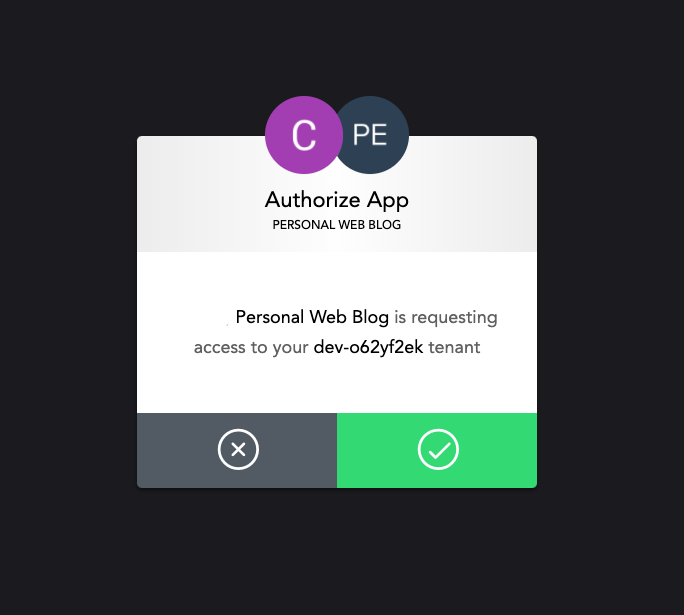 C PE
Authorize App
PERSONAL WEB BLOG
Personal Web Blog is requesting
access to your dev-o62yf2ek tenant